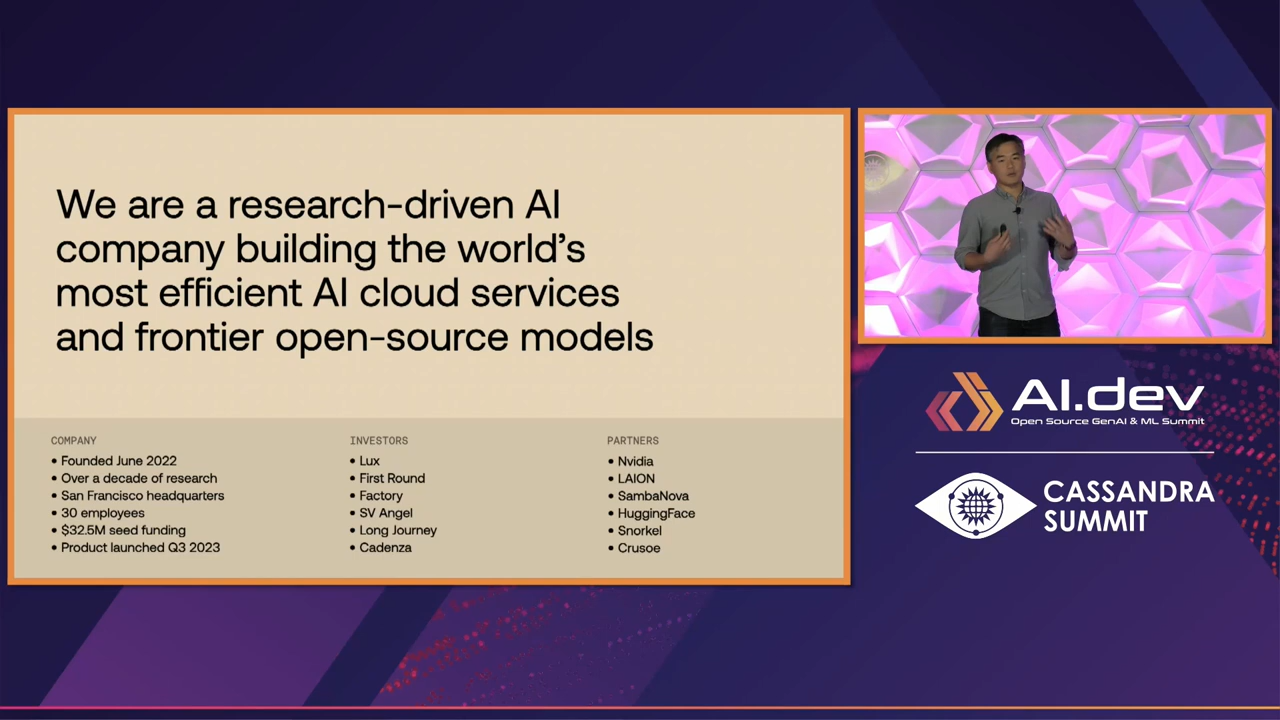 We are a research-driven AI
company building the world's
most efficient AI cloud services
and frontier open-source models
COMPANY
• Founded June 2022
• Over a decade of research
• San Francisco headquarters
• 30 employees
• $32.5M seed funding
• Product launched Q3 2023
INVESTORS
• Lux
• First Round
• Factory
• SV Angel
• Long Journey
• Cadenza
PARTNERS
• Nvidia
• LAION
• SambaNova
• HuggingFace
• Snorkel
• Crusoe
AI.dev
Open Source GenAI & ML Summit
CASSANDRA
SUMMIT